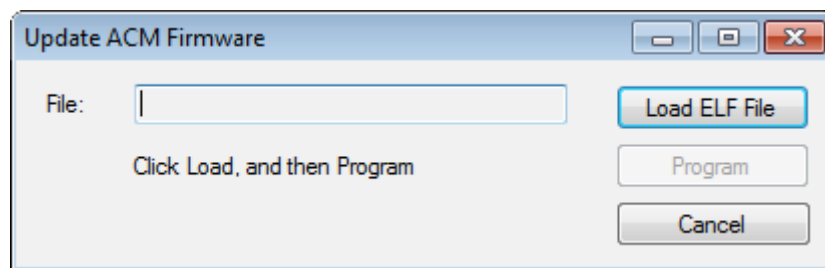 Update ACM Firmware
File:
Load ELF File
Click Load, and then Program
Program
Cancel